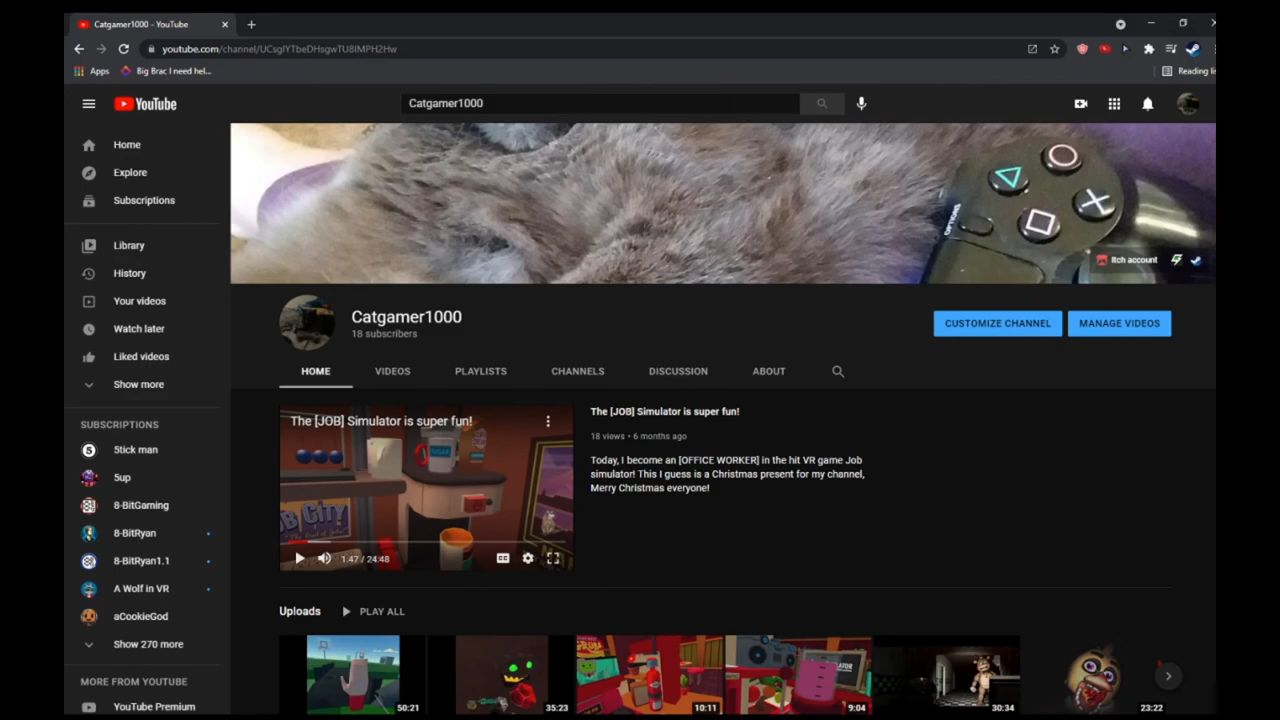 Catgamer1000 - YouTube
youtube.com/channel/UCsglYTbeDHsgwTU8IMPH2Hw
Apps
Big Brac I need hel...
Reading lis
YouTube
Catgamer1000
Home
Explore
Subscriptions
Library
History
Your videos
Watch later
Liked videos
Show more
SUBSCRIPTIONS
5tick man
5up
8-BitGaming
8-BitRyan
8-BitRyan1.1
A Wolf in VR
aCookieGod
Show 270 more
MORE FROM YOUTUBE
YouTube Premium
OPTIONS
Itch account
Catgamer1000
18 subscribers
CUSTOMIZE CHANNEL
MANAGE VIDEOS
HOME
VIDEOS
PLAYLISTS
CHANNELS
DISCUSSION
ABOUT
The [JOB] Simulator is super fun!
SUGAR
JOB CITY
1:47 / 24:48
The [JOB] Simulator is super fun!
18 views • 6 months ago
Today, I become an [OFFICE WORKER] in the hit VR game Job
simulator! This I guess is a Christmas present for my channel,
Merry Christmas everyone!
Uploads
PLAY ALL
50:21
35:23
10:11
9:04
30:34
23:22